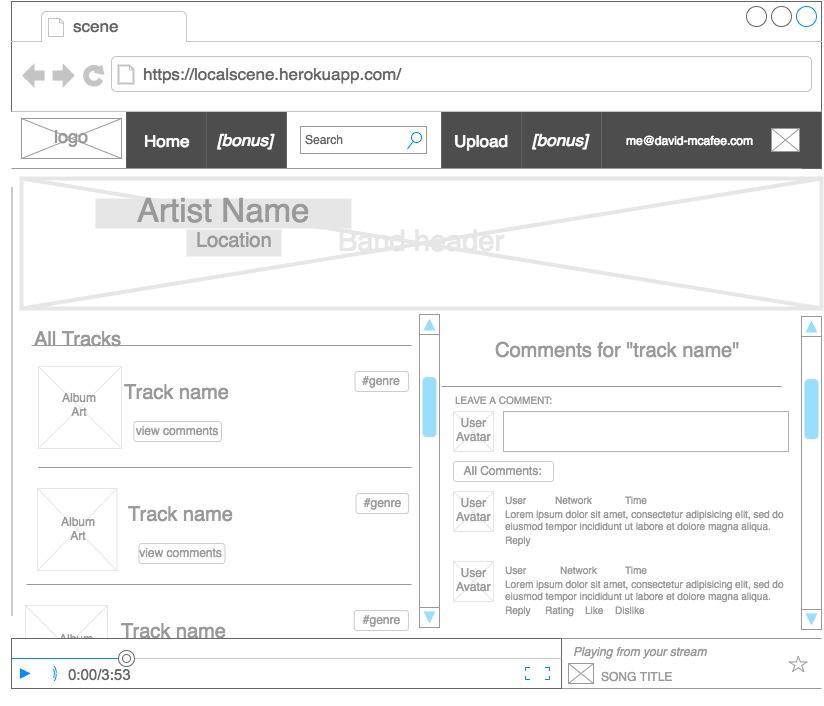 scene
https://localscene.herokuapp.com/
logo
Home
[bonus]
Search
Upload
[bonus]
me@david-mcafee.com
Artist Name
Location
Band header
All Tracks
Album
Art
Track name
#genre
view comments
Album
Art
Track name
#genre
view comments
Album
Track name
#genre
Comments for "track name"
LEAVE A COMMENT:
User
Avatar
All Comments:
User
Avatar
User Network Time
Lorem ipsum dolor sit amet, consectetur adipisicing elit, sed do
eiusmod tempor incididunt ut labore et dolore magna aliqua.
Reply
User
Avatar
User Network Time
Lorem ipsum dolor sit amet, consectetur adipisicing elit, sed do
eiusmod tempor incididunt ut labore et dolore magna aliqua.
Reply Rating Like Dislike
0:00/3:53
Playing from your stream
SONG TITLE